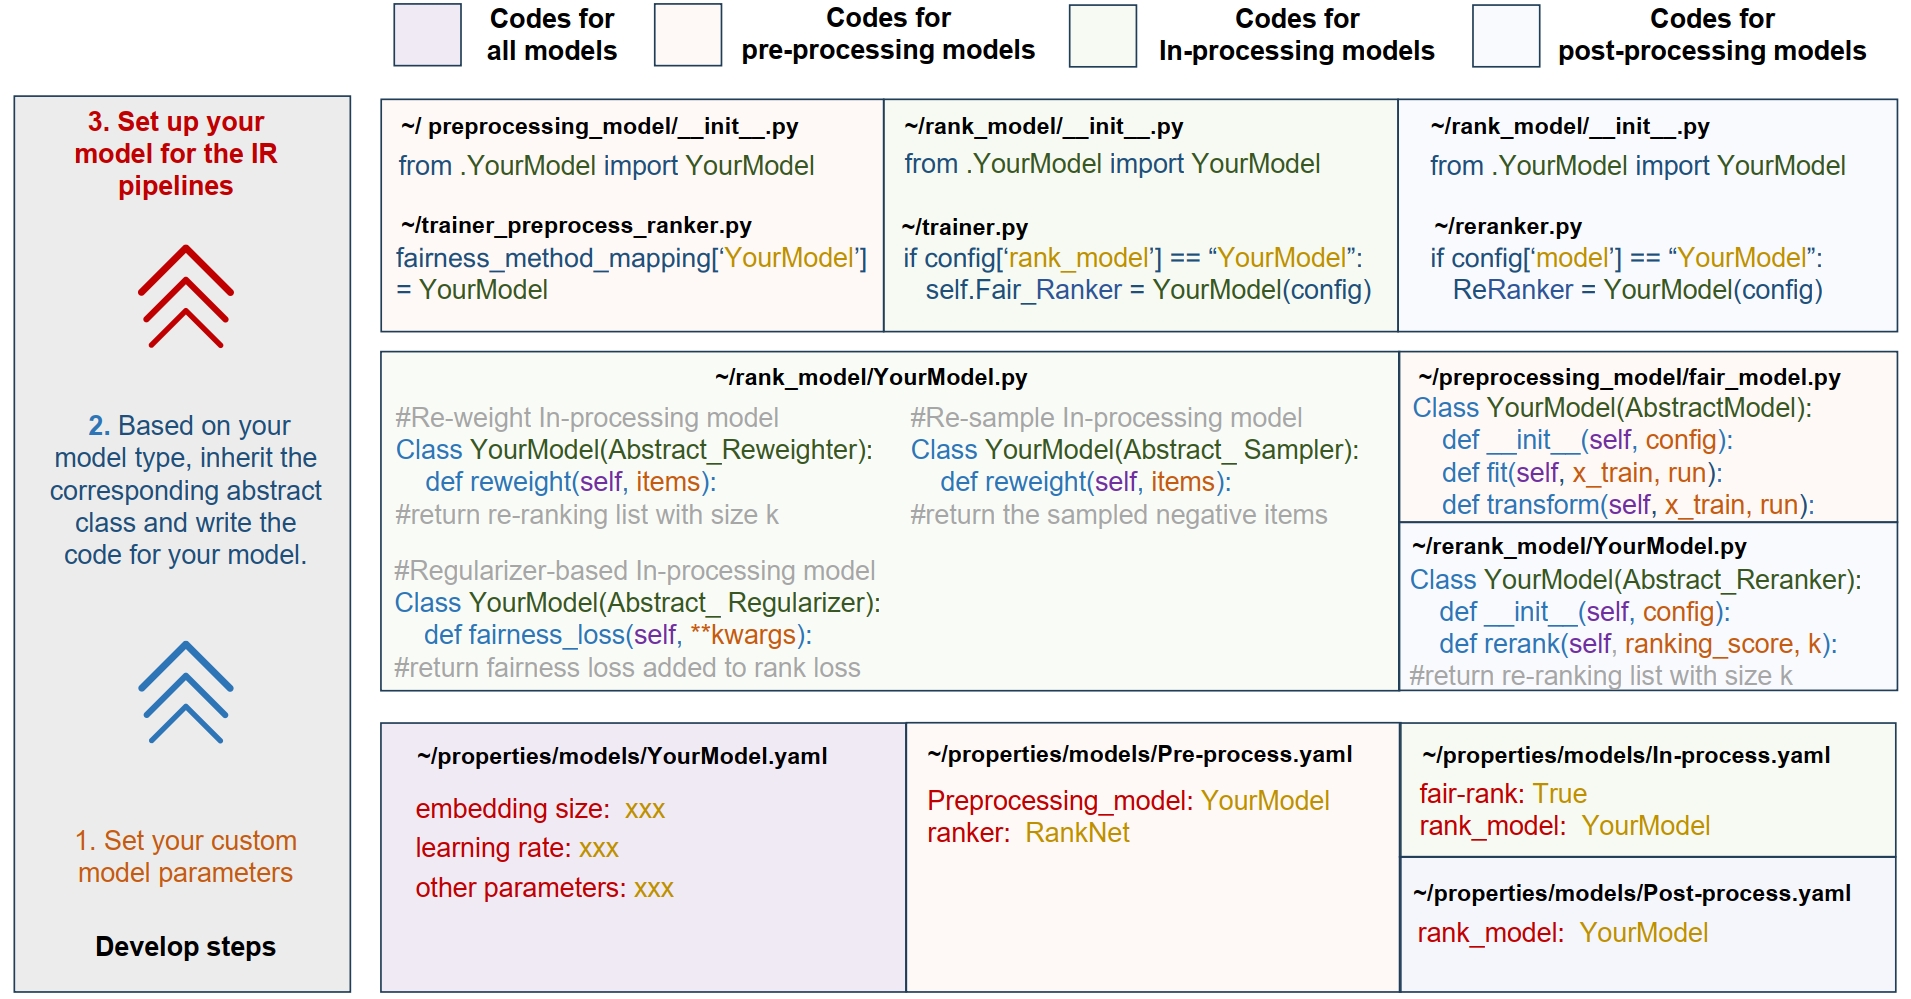 Codes for
all models
Codes for
pre-processing models
Codes for
In-processing models
Codes for
post-processing models
3. Set up your
model for the IR
pipelines
2. Based on your
model type, inherit the
corresponding abstract
class and write the
code for your model.
1. Set your custom
model parameters
Develop steps
~/ preprocessing_model/__init__.py
from .YourModel import YourModel
~/trainer_preprocess_ranker.py
fairness_method_mapping[‘YourModel’]
= YourModel
~/rank_model/__init__.py
from .YourModel import YourModel
~/trainer.py
if config[‘rank_model’] == “YourModel”:
self.Fair_Ranker = YourModel(config)
~/rank_model/__init__.py
from .YourModel import YourModel
~/reranker.py
if config[‘model’] == “YourModel”:
ReRanker = YourModel(config)
~/rank_model/YourModel.py
#Re-weight In-processing model
Class YourModel(Abstract_Reweighter):
def reweight(self, items):
#return re-ranking list with size k
#Re-sample In-processing model
Class YourModel(Abstract_ Sampler):
def reweight(self, items):
#return the sampled negative items
#Regularizer-based In-processing model
Class YourModel(Abstract_ Regularizer):
def fairness_loss(self, **kwargs):
#return fairness loss added to rank loss
~/preprocessing_model/fair_model.py
Class YourModel(AbstractModel):
def __init__(self, config):
def fit(self, x_train, run):
def transform(self, x_train, run):
~/rerank_model/YourModel.py
Class YourModel(Abstract_Reranker):
def __init__(self, config):
def rerank(self, ranking_score, k):
#return re-ranking list with size k
~/properties/models/YourModel.yaml
embedding size: xxx
learning rate: xxx
other parameters: xxx
~/properties/models/Pre-process.yaml
Preprocessing_model: YourModel
ranker: RankNet
~/properties/models/In-process.yaml
fair-rank: True
rank_model: YourModel
~/properties/models/Post-process.yaml
rank_model: YourModel